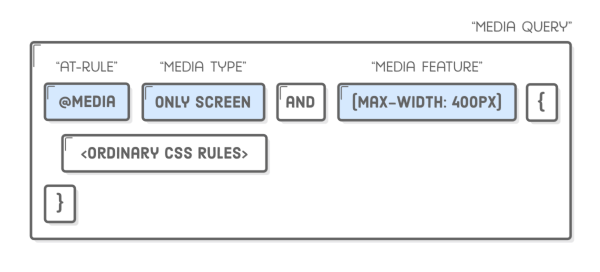 "MEDIA QUERY"
"AT-RULE" "MEDIA TYPE" "MEDIA FEATURE"
@MEDIA ONLY SCREEN AND (MAX-WIDTH: 400PX) {
<ORDINARY CSS RULES>
}